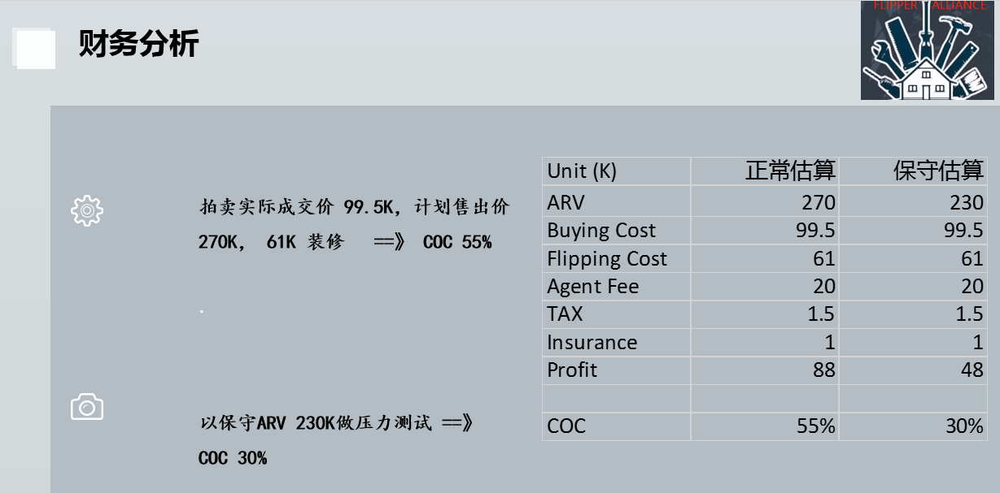 FLIPPER ALLIANCE
财务分析
拍卖实际成交价 99.5K，计划售出价
270K， 61K 装修 ==》 COC 55%
。
以保守ARV 230K做压力测试 ==》
COC 30%
Unit (K) 正常估算 保守估算
ARV 270 230
Buying Cost 99.5 99.5
Flipping Cost 61 61
Agent Fee 20 20
TAX 1.5 1.5
Insurance 1 1
Profit 88 48
COC 55% 30%